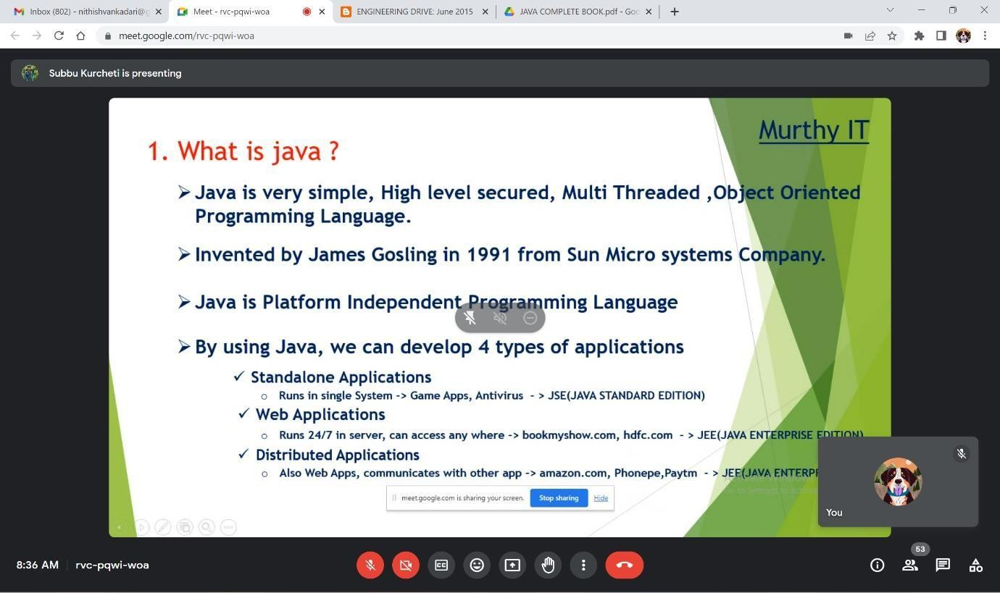 Inbox (802) - nithishvankadari@g
Meet - rvc-pqwi-woa
ENGINEERING DRIVE: June 2015
JAVA COMPLETE BOOK.pdf - Goo
meet.google.com/rvc-pqwi-woa
Subbu Kurcheti is presenting
Murthy IT
1. What is java ?
Java is very simple, High level secured, Multi Threaded ,Object Oriented
Programming Language.
Invented by James Gosling in 1991 from Sun Micro systems Company.
Java is Platform Independent Programming Language
By using Java, we can develop 4 types of applications
Standalone Applications
Runs in single System -> Game Apps, Antivirus - > JSE(JAVA STANDARD EDITION)
Web Applications
Runs 24/7 in server, can access any where -> bookmyshow.com, hdfc.com - > JEE(JAVA ENTERPRISE EDITION)
Distributed Applications
Also Web Apps, communicates with other app -> amazon.com, Phonepe,Paytm - > JEE(JAVA ENTERP
meet.google.com is sharing your screen. Stop sharing Hide
You
8:36 AM rvc-pqwi-woa
CC
53